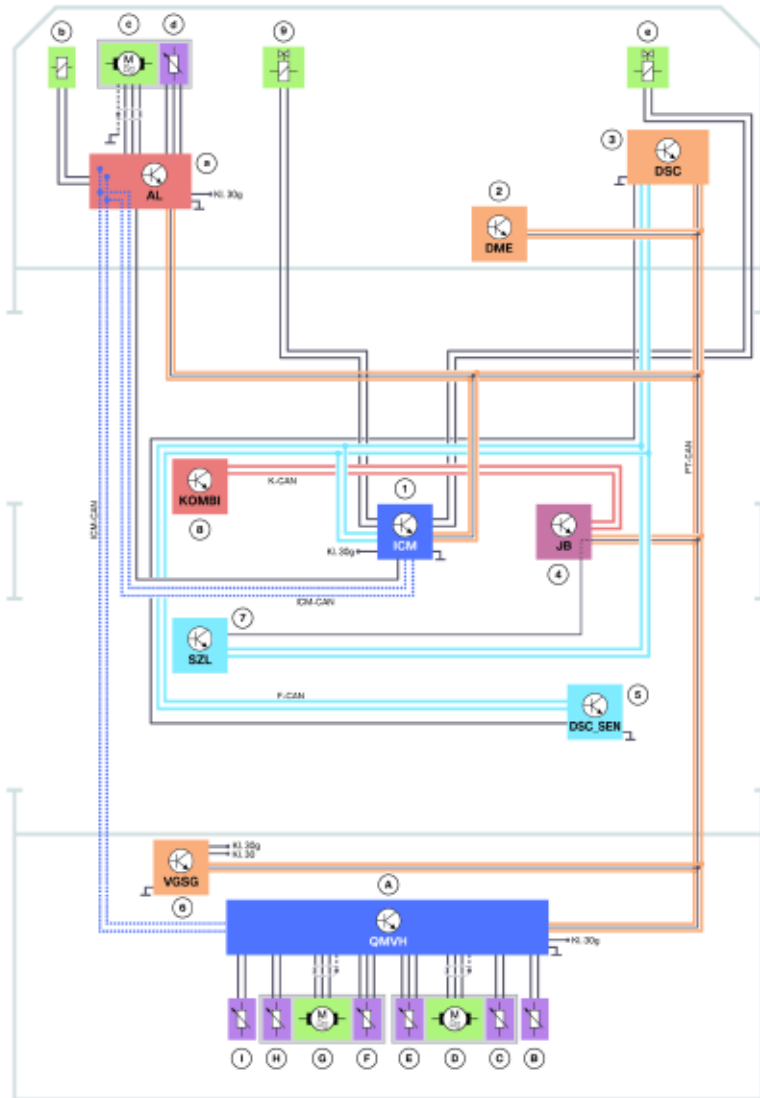 b
c
d
9
e
M
3
a
DSC
AL
Kl. 30g
2
DME
PT-CAN
ICM-CAN
K-CAN
KOMBI
8
1
ICM
Kl. 30g
JB
4
ICM-CAN
7
SZL
F-CAN
5
DSC_SEN
Kl. 30g
Kl. 30
VGSG
6
A
QMVH
Kl. 30g
M
M
I
H
G
F
E
D
C
B